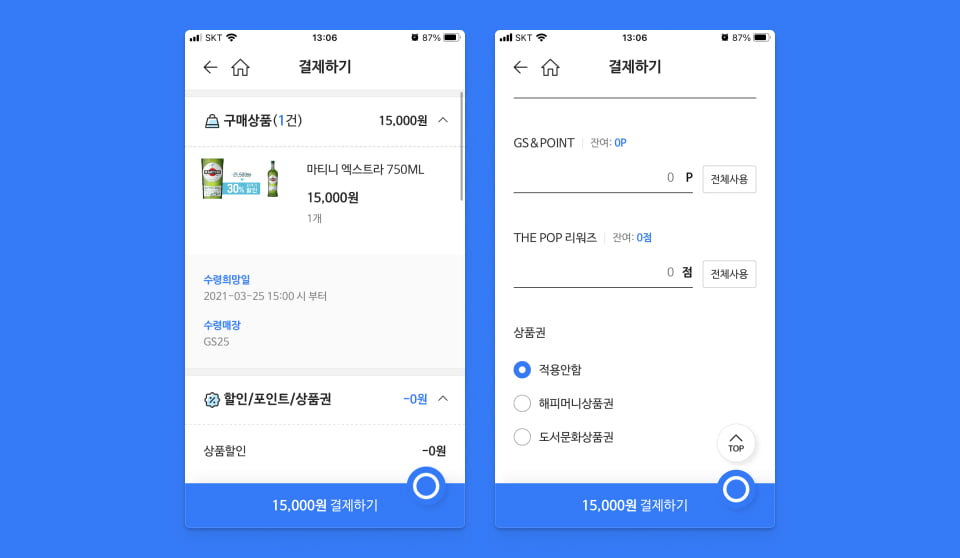 SKT 13:06 87%
결제하기
구매상품(1건) 15,000원
30% 할인
마티니 엑스트라 750ML
15,000원
1개
수령희망일
2021-03-25 15:00 시 부터
수령매장
GS25
할인/포인트/상품권 -0원
상품할인 -0원
15,000원 결제하기
SKT 13:06 87%
결제하기
GS&POINT 잔여: 0P
0 P 전체사용
THE POP 리워즈 잔여: 0점
0 점 전체사용
상품권
적용안함
해피머니상품권
도서문화상품권
TOP
15,000원 결제하기